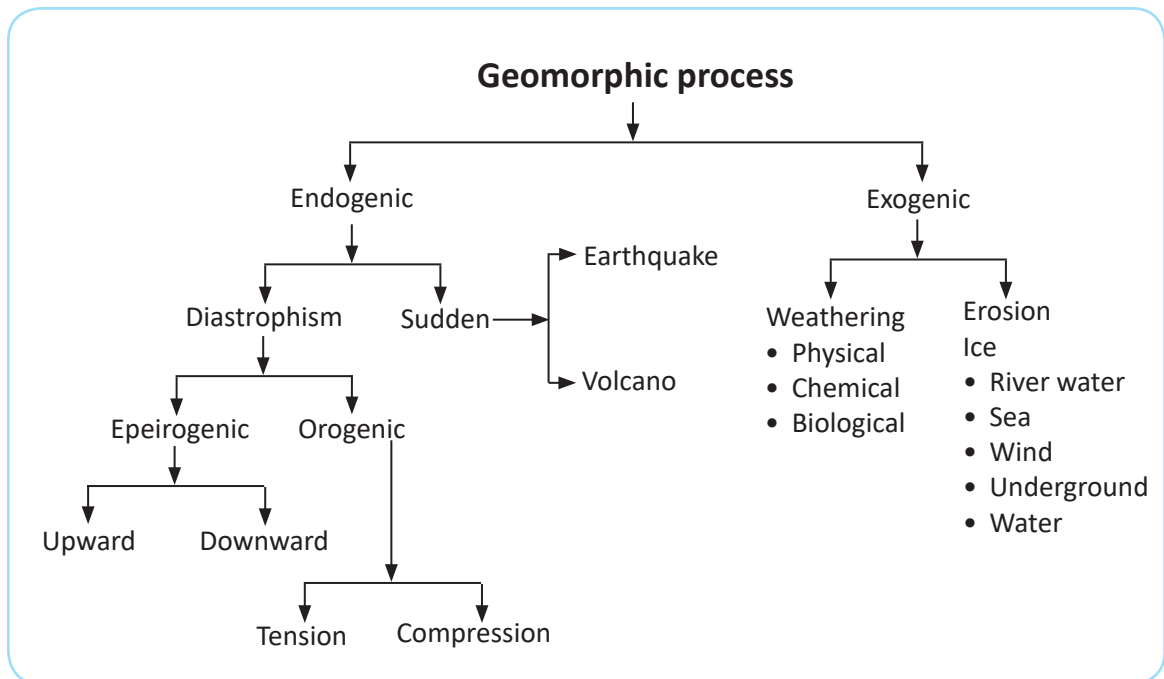 Geomorphic process
Endogenic
Exogenic
Diastrophism
Sudden
Earthquake
Volcano
Epeirogenic
Orogenic
Upward
Downward
Tension
Compression
Weathering
• Physical
• Chemical
• Biological
Erosion
Ice
• River water
• Sea
• Wind
• Underground
• Water